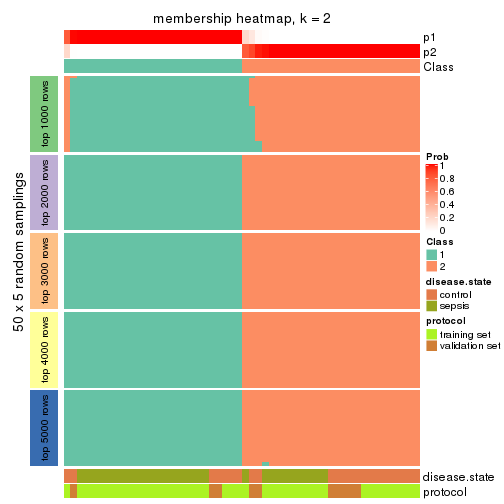 membership heatmap, k = 2
p1
p2
Class
50 x 5 random samplings
top 1000 rows
top 2000 rows
top 3000 rows
top 4000 rows
top 5000 rows
Prob
1
0.8
0.6
0.4
0.2
0
Class
1
2
disease.state
control
sepsis
protocol
training set
validation set
disease.state
protocol